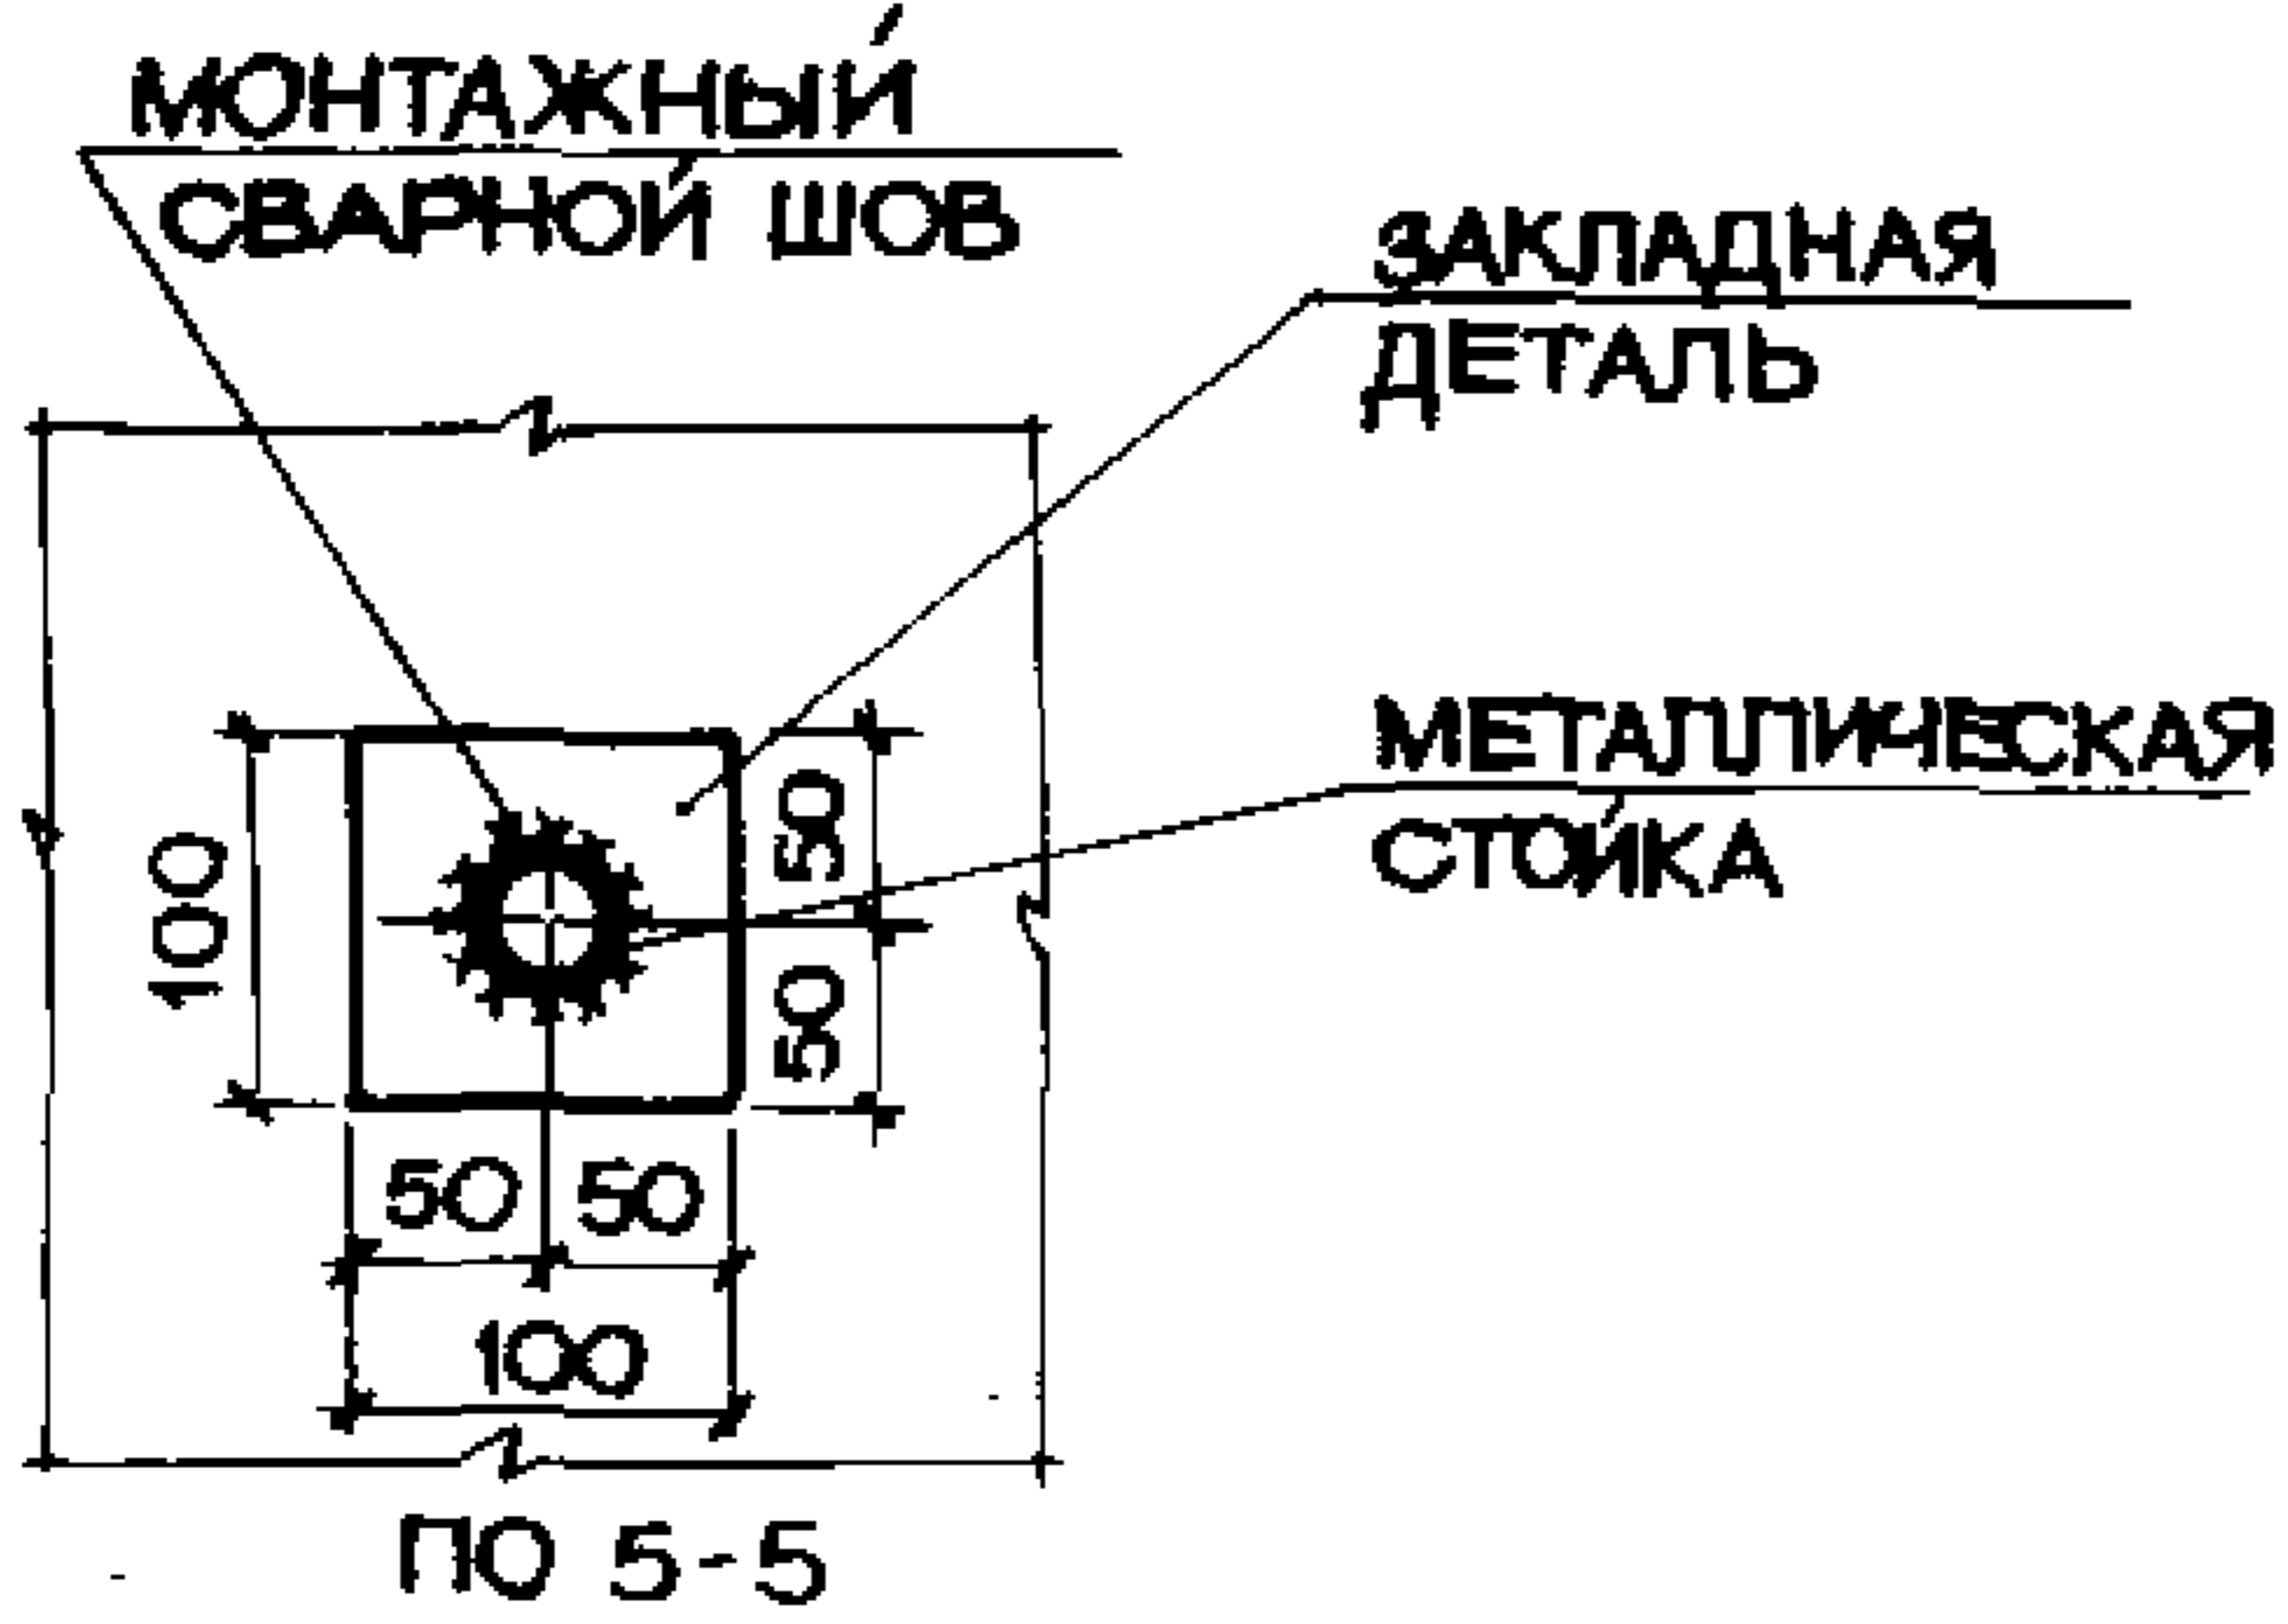 МОНТАЖНЫЙ
СВАРНОЙ ШОВ
ЗАКЛАДНАЯ
ДЕТАЛЬ
МЕТАЛЛИЧЕСКАЯ
СТОЙКА
100
50
50
50 50
100
ПО 5-5